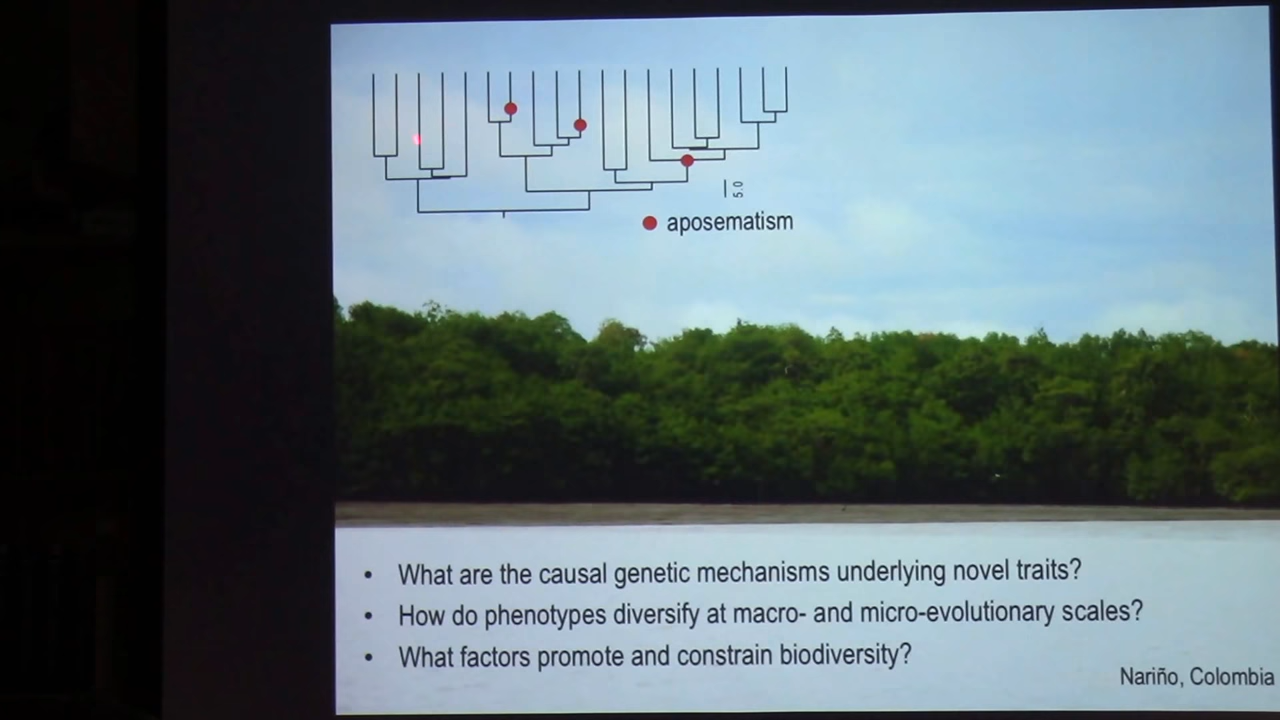 5.0
aposematism
• What are the causal genetic mechanisms underlying novel traits?
• How do phenotypes diversify at macro- and micro-evolutionary scales?
• What factors promote and constrain biodiversity?
Nariño, Colombia